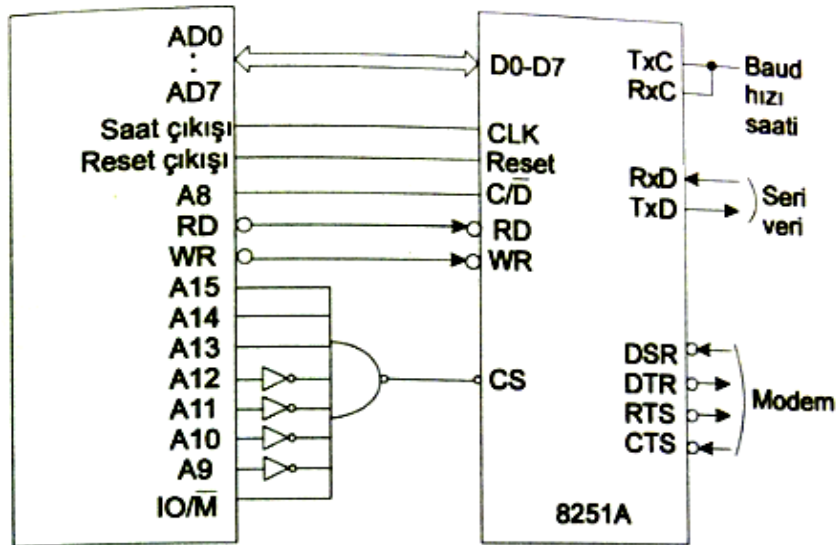 AD0
:
AD7
Saat çıkışı
Reset çıkışı
A8
RD
WR
A15
A14
A13
A12
A11
A10
A9
IO/M̅
D0-D7
CLK
Reset
C/D̅
RD
WR
CS
8251A
TxC
RxC
RxD
TxD
DSR
DTR
RTS
CTS
Baud
hızı
saati
Seri
veri
Modem